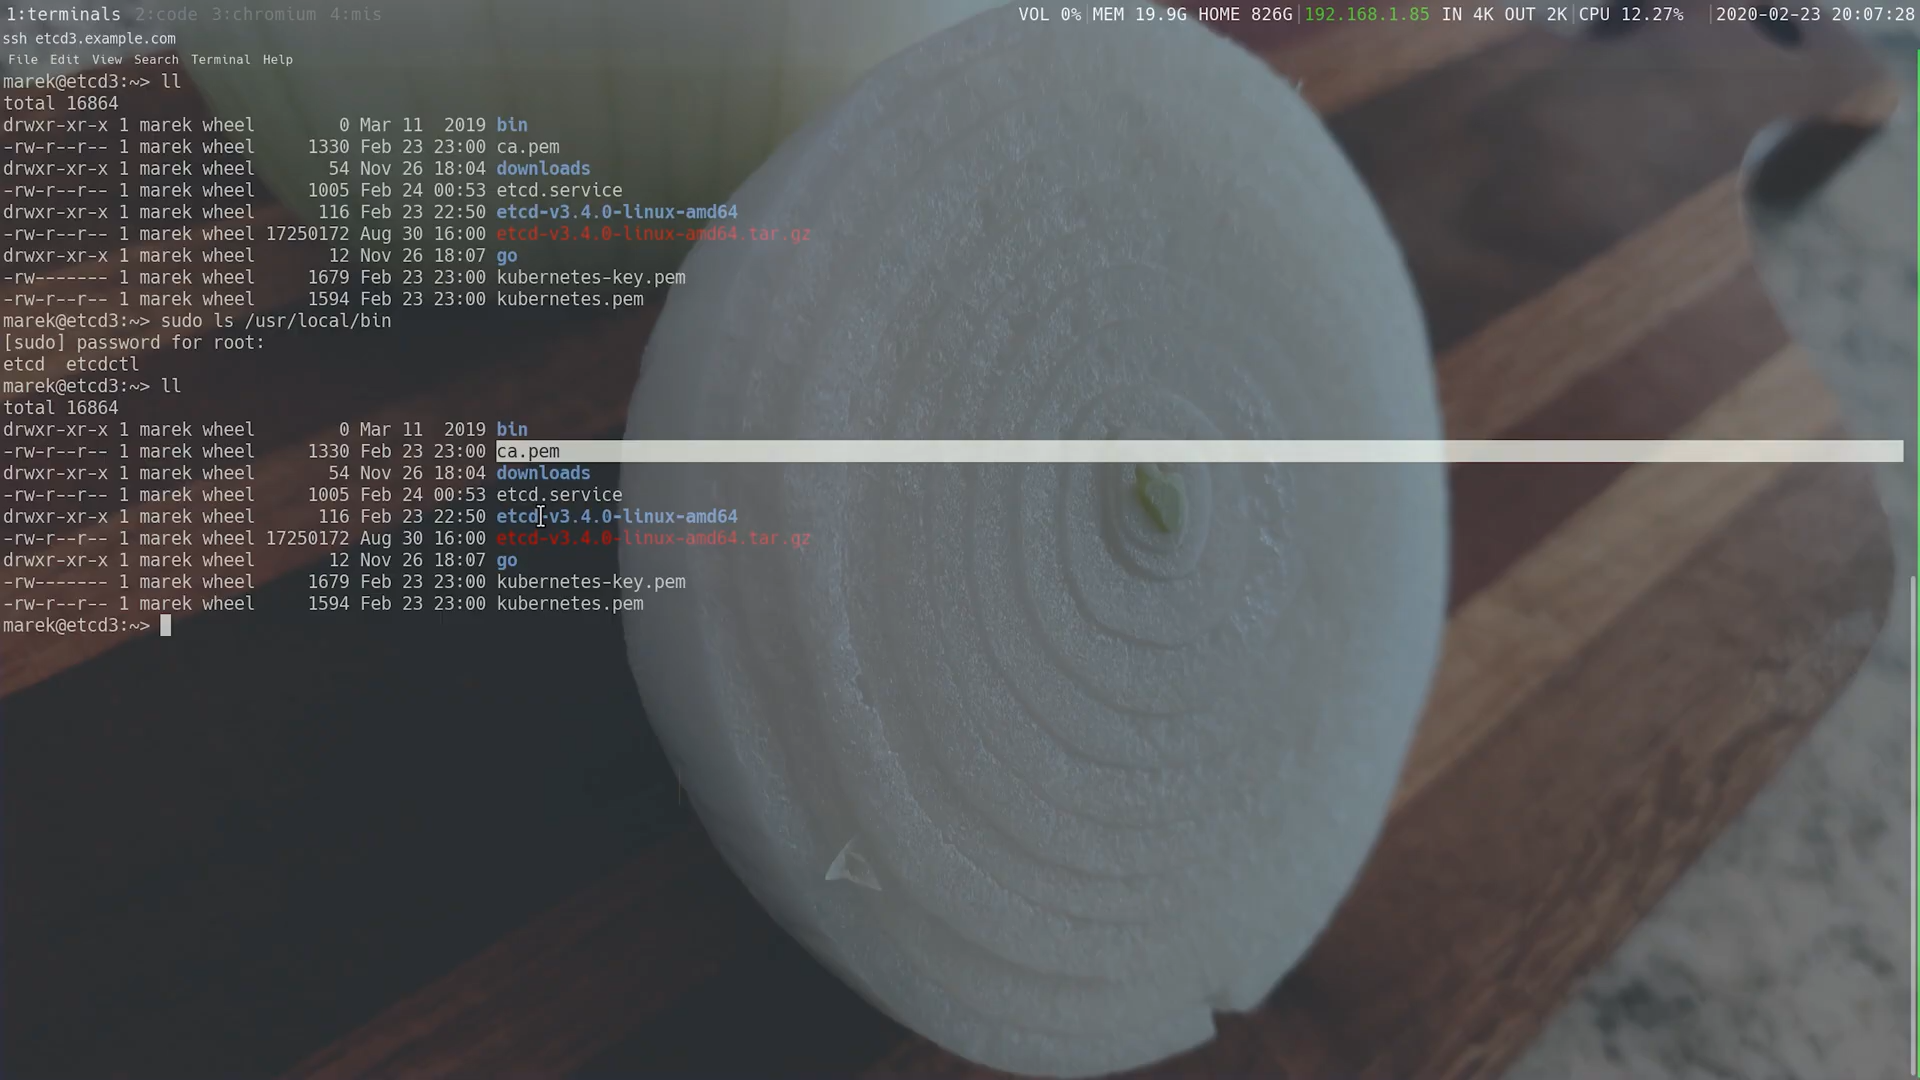 1:terminals 2:code 3:chromium 4:mis VOL 0% MEM 19.9G HOME 826G 192.168.1.85 IN 4K OUT 2K CPU 12.27% 2020-02-23 20:07:28
ssh etcd3.example.com
File Edit View Search Terminal Help
marek@etcd3:~> ll
total 16864
drwxr-xr-x 1 marek wheel        0 Mar 11  2019 bin
-rw-r--r-- 1 marek wheel     1330 Feb 23 23:00 ca.pem
drwxr-xr-x 1 marek wheel       54 Nov 26 18:04 downloads
-rw-r--r-- 1 marek wheel     1005 Feb 24 00:53 etcd.service
drwxr-xr-x 1 marek wheel      116 Feb 23 22:50 etcd-v3.4.0-linux-amd64
-rw-r--r-- 1 marek wheel 17250172 Aug 30 16:00 etcd-v3.4.0-linux-amd64.tar.gz
drwxr-xr-x 1 marek wheel       12 Nov 26 18:07 go
-rw------- 1 marek wheel     1679 Feb 23 23:00 kubernetes-key.pem
-rw-r--r-- 1 marek wheel     1594 Feb 23 23:00 kubernetes.pem
marek@etcd3:~> sudo ls /usr/local/bin
[sudo] password for root:
etcd  etcdctl
marek@etcd3:~> ll
total 16864
drwxr-xr-x 1 marek wheel        0 Mar 11  2019 bin
-rw-r--r-- 1 marek wheel     1330 Feb 23 23:00 ca.pem
drwxr-xr-x 1 marek wheel       54 Nov 26 18:04 downloads
-rw-r--r-- 1 marek wheel     1005 Feb 24 00:53 etcd.service
drwxr-xr-x 1 marek wheel      116 Feb 23 22:50 etcd-v3.4.0-linux-amd64
-rw-r--r-- 1 marek wheel 17250172 Aug 30 16:00 etcd-v3.4.0-linux-amd64.tar.gz
drwxr-xr-x 1 marek wheel       12 Nov 26 18:07 go
-rw------- 1 marek wheel     1679 Feb 23 23:00 kubernetes-key.pem
-rw-r--r-- 1 marek wheel     1594 Feb 23 23:00 kubernetes.pem
marek@etcd3:~>